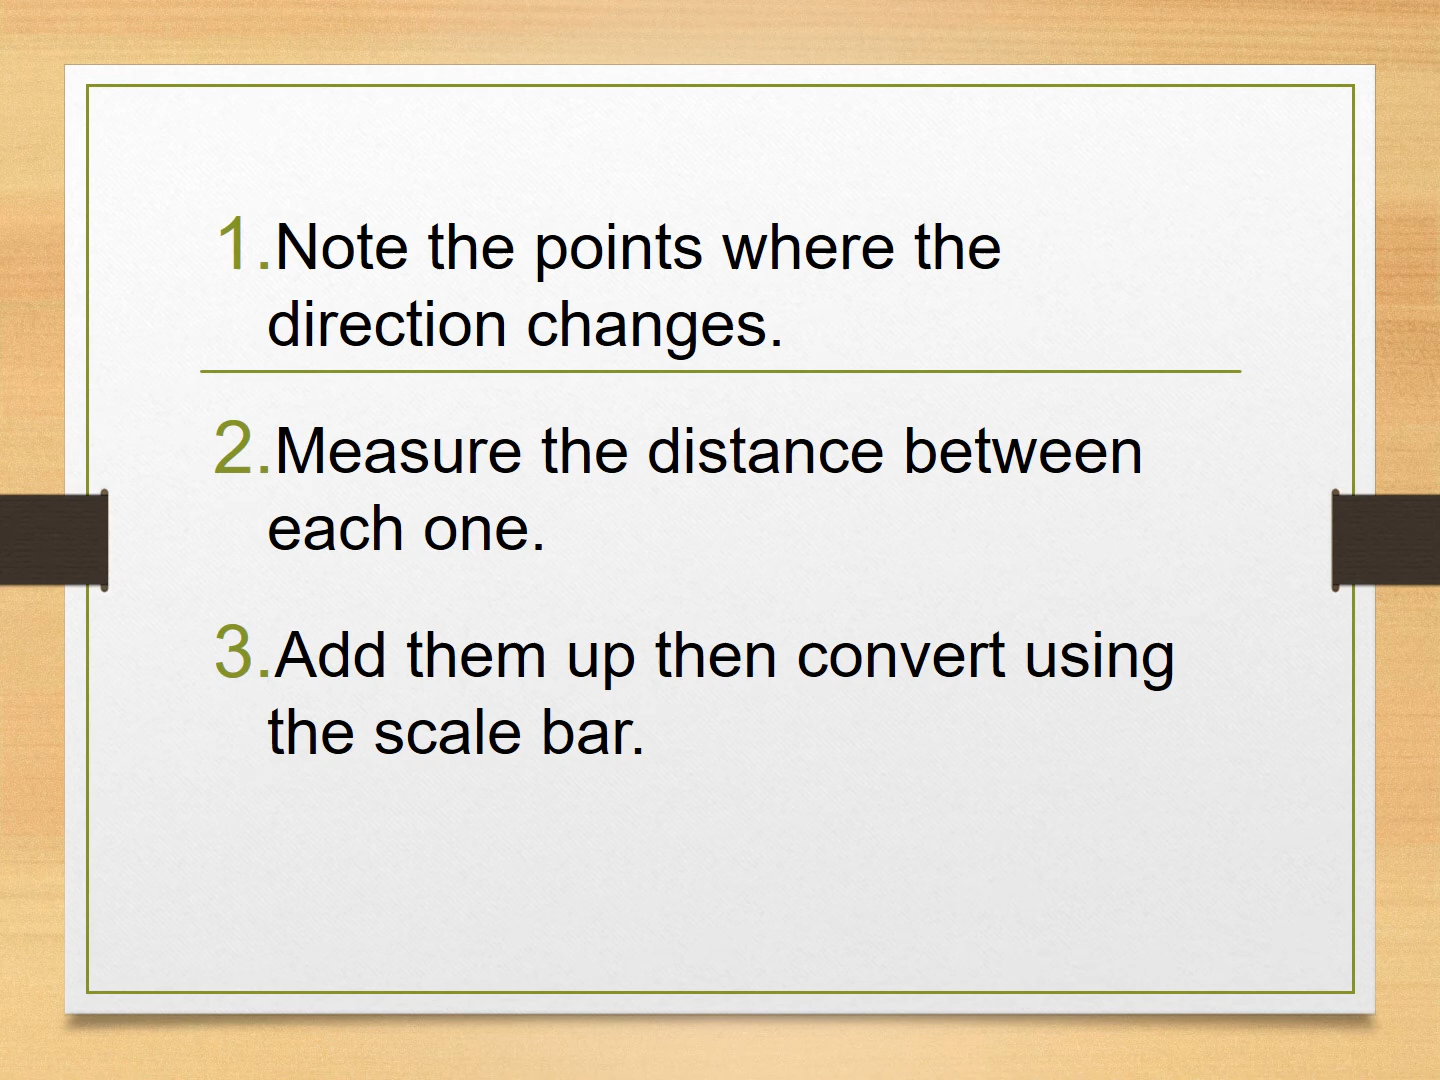 1.Note the points where the
direction changes.
2.Measure the distance between
each one.
3.Add them up then convert using
the scale bar.